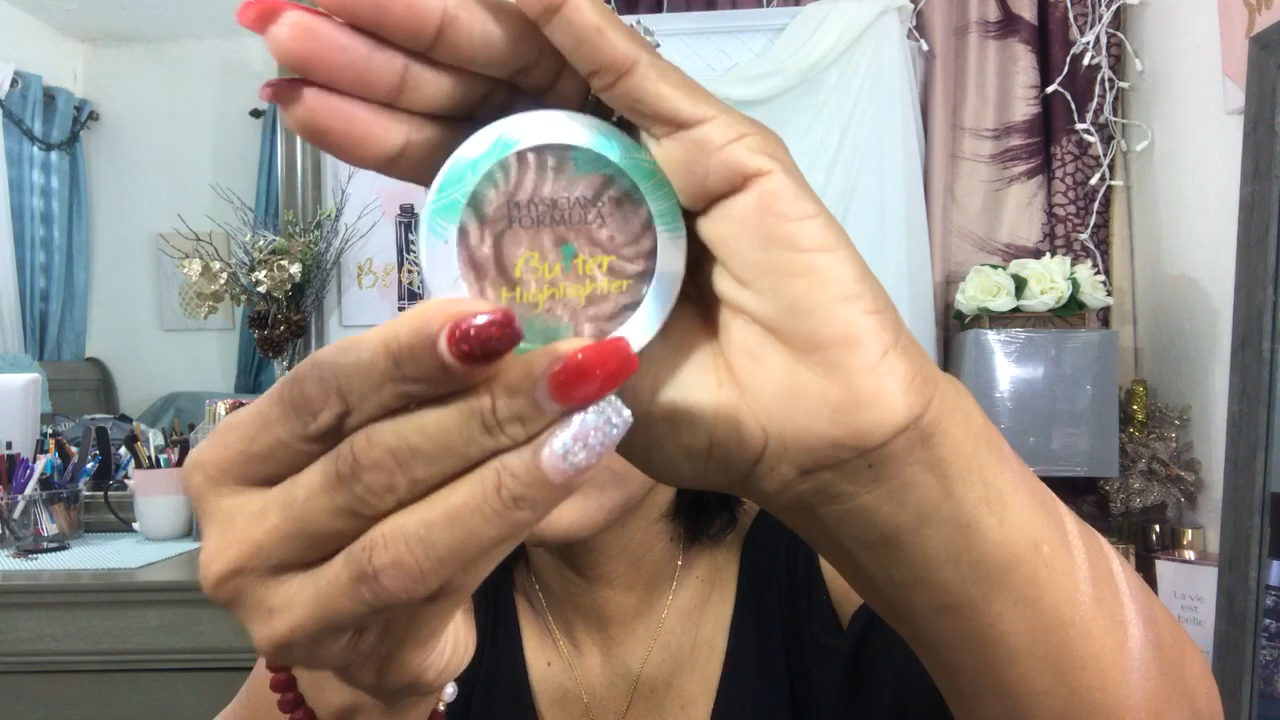 PHYSICIANS
FORMULA
Butter
Highlighter
La vie
est
belle